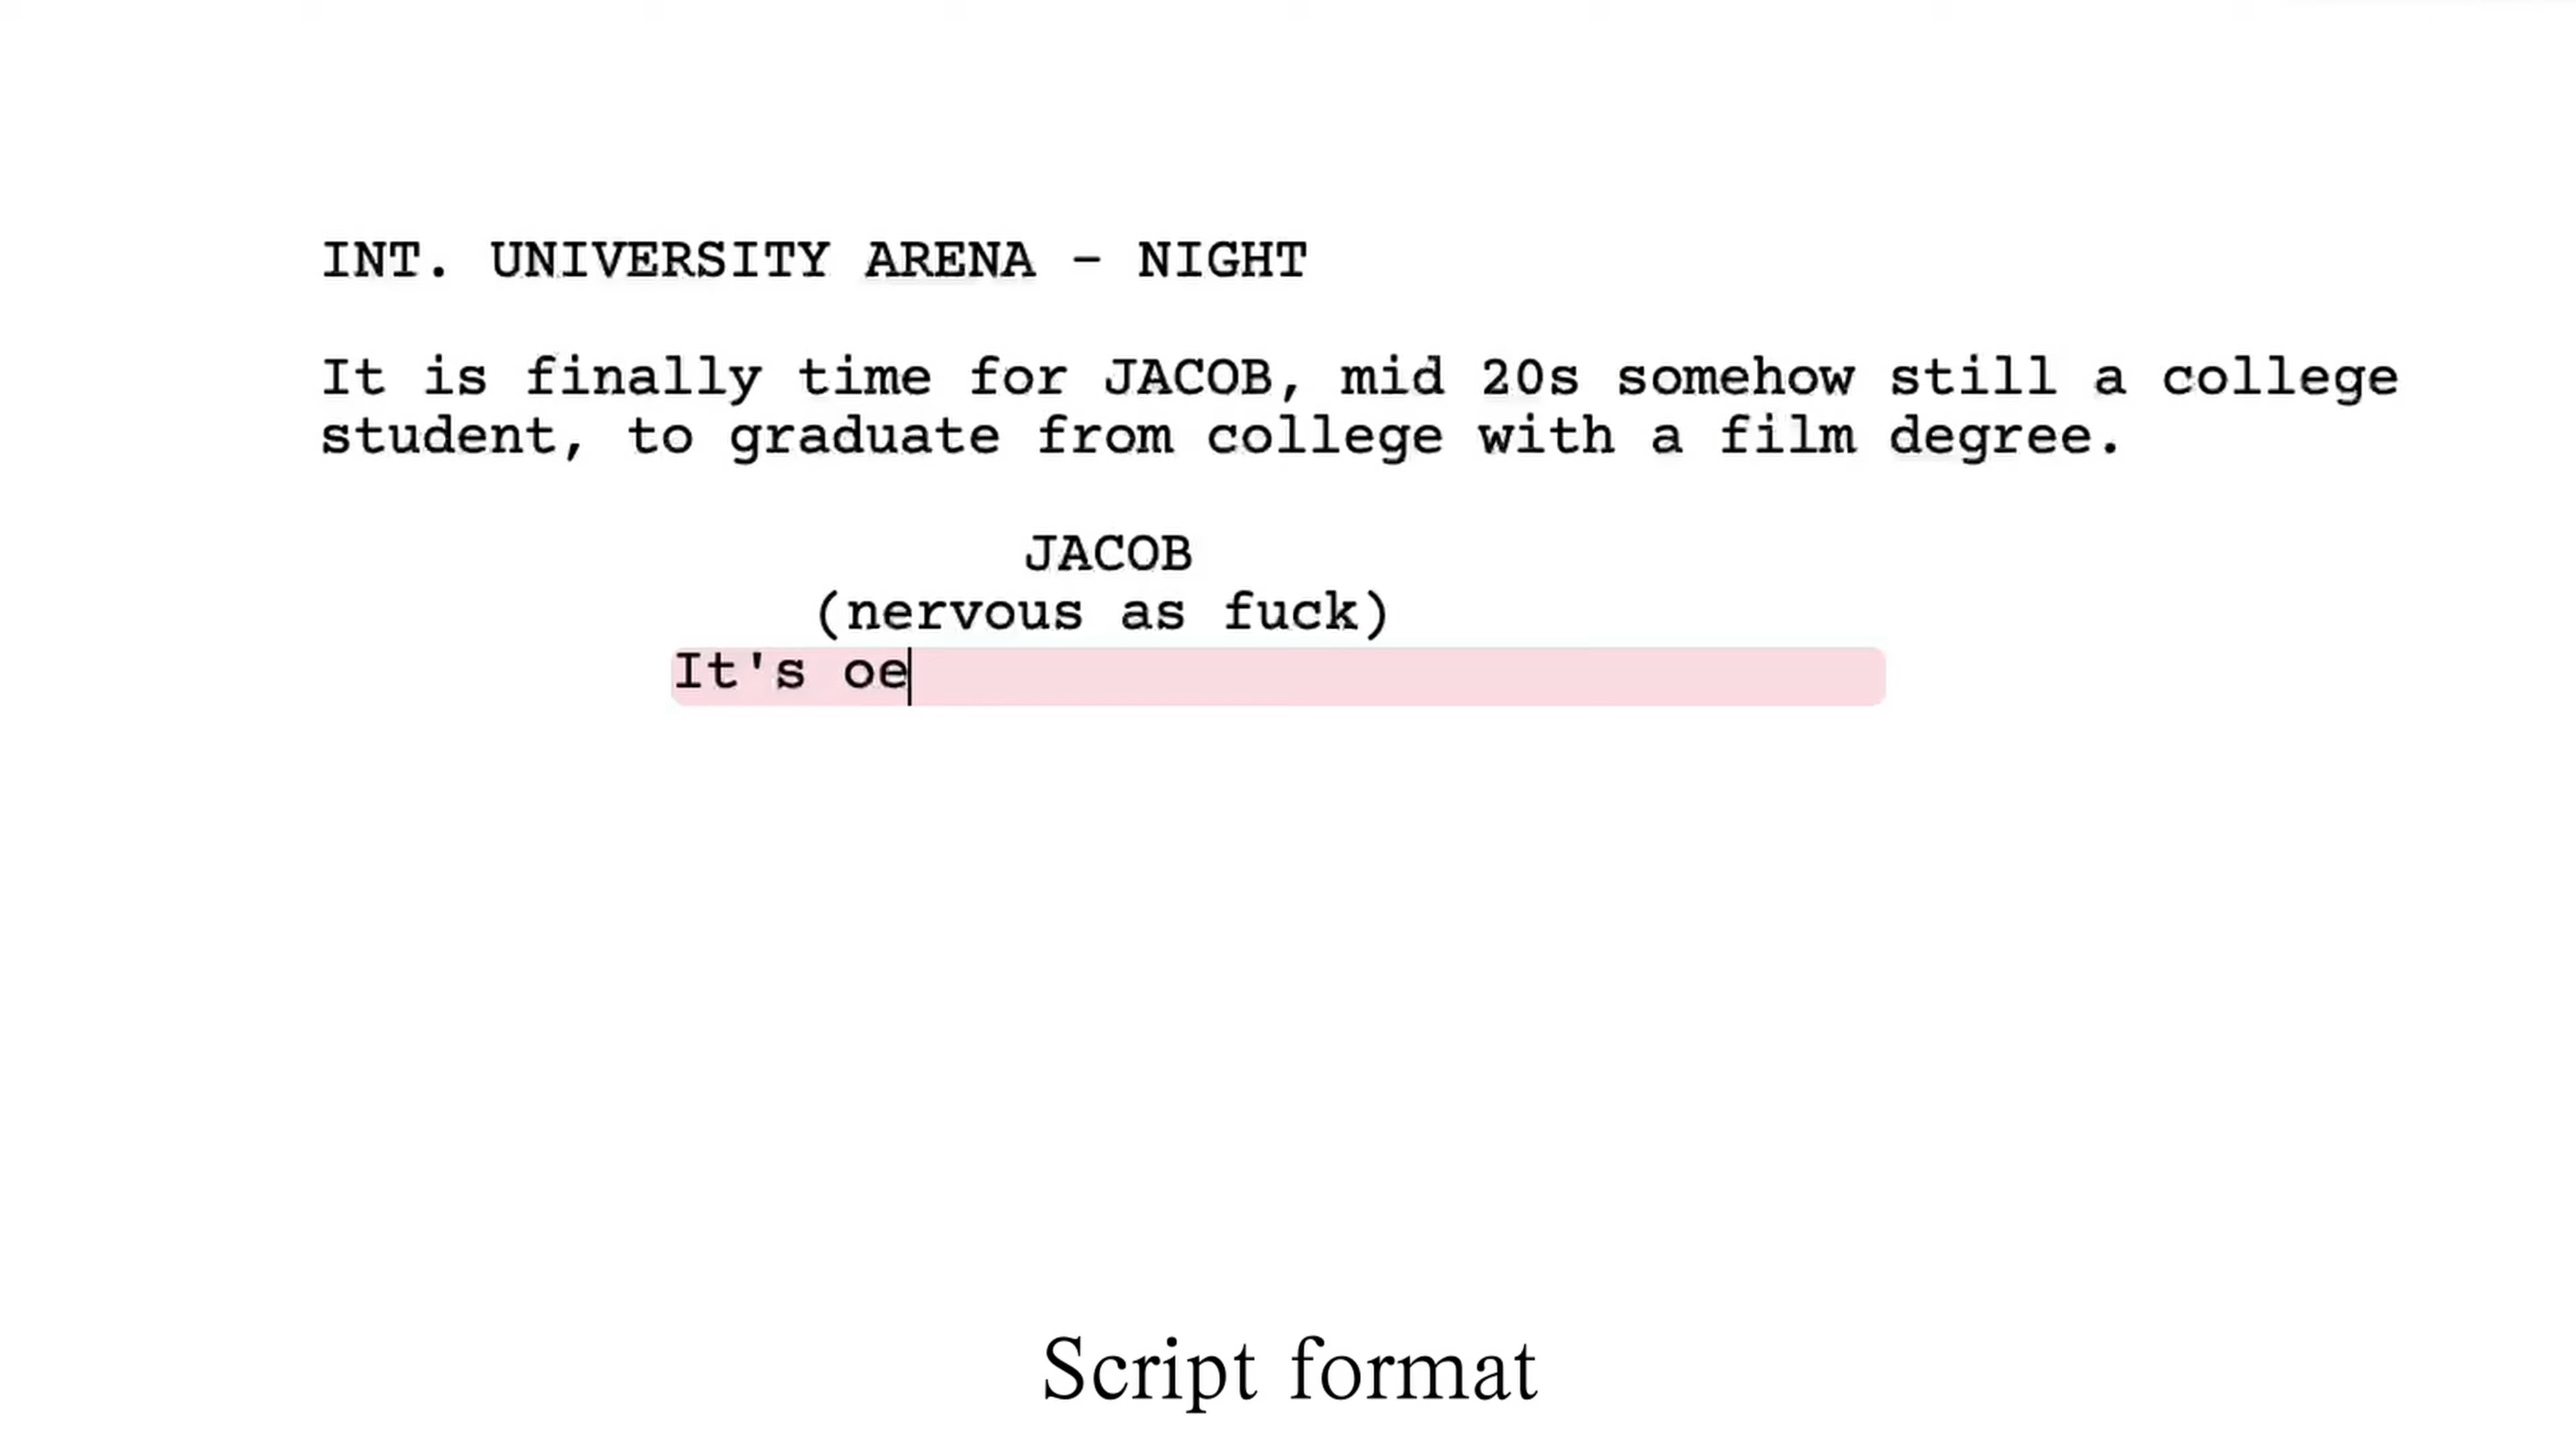 INT. UNIVERSITY ARENA - NIGHT
It is finally time for JACOB, mid 20s somehow still a college
student, to graduate from college with a film degree.
JACOB
(nervous as fuck)
It's oe
Script format